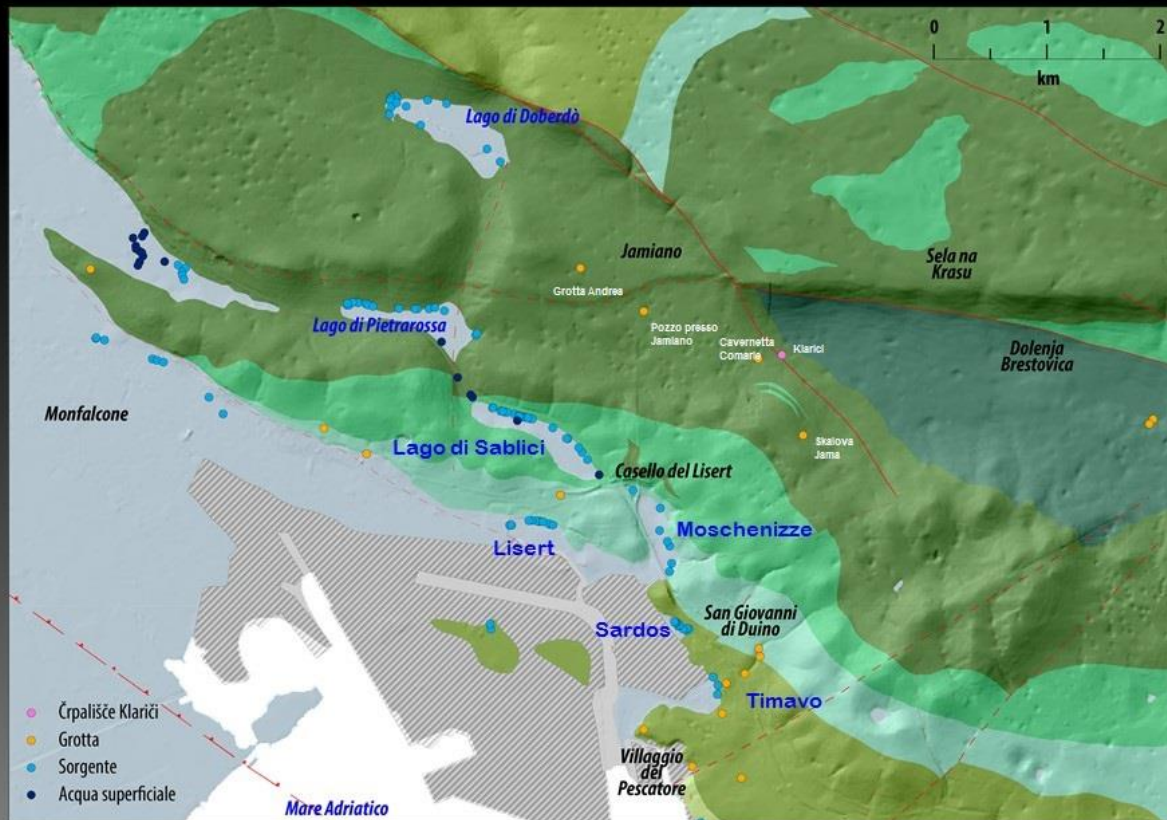 0 1 2
km
Lago di Doberdò
Jamiano
Sela na
Krasu
Grotta Andrea
Pozzo presso
Jamiano
Lago di Pietrarossa
Cavernetta
Comarie
Klarici
Dolenja
Brestovica
Monfalcone
Skalova
Jama
Lago di Sablici
Casello del Lisert
Moschenizze
Lisert
San Giovanni
di Duino
Sardos
Timavo
Črpališče Klariči
Grotta
Sorgente
Acqua superficiale
Villaggio
del
Pescatore
Mare Adriatico